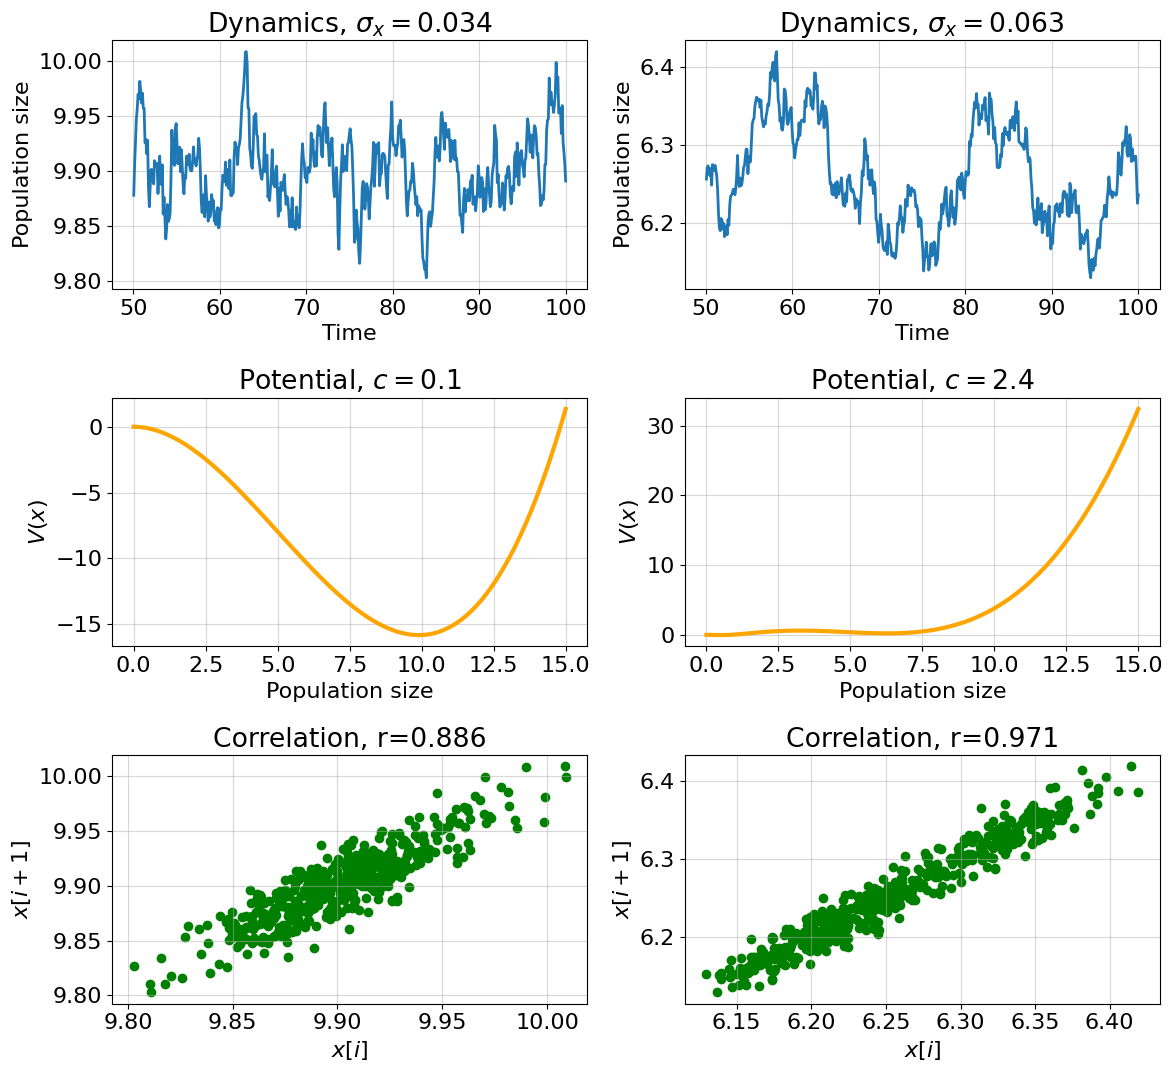 Dynamics, σₓ = 0.034
Population size
10.00
9.95
9.90
9.85
9.80
50 60 70 80 90 100
Time
Dynamics, σₓ = 0.063
Population size
6.4
6.3
6.2
50 60 70 80 90 100
Time
Potential, c = 0.1
V(x)
0
−5
−10
−15
0.0 2.5 5.0 7.5 10.0 12.5 15.0
Population size
Potential, c = 2.4
V(x)
30
20
10
0
0.0 2.5 5.0 7.5 10.0 12.5 15.0
Population size
Correlation, r=0.886
x[i + 1]
10.00
9.95
9.90
9.85
9.80
9.80 9.85 9.90 9.95 10.00
x[i]
Correlation, r=0.971
x[i + 1]
6.4
6.3
6.2
6.15 6.20 6.25 6.30 6.35 6.40
x[i]